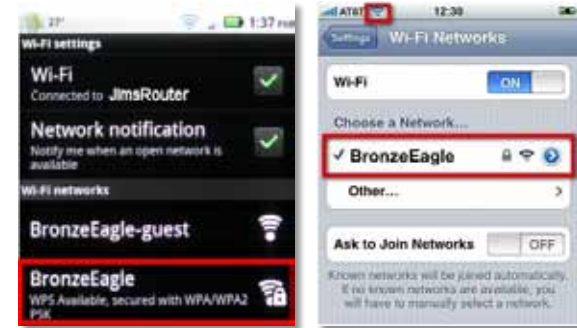 27°
1:37 PM
Wi-Fi settings
Wi-Fi
Connected to JimsRouter
Network notification
Notify me when an open network is
available
Wi-Fi networks
BronzeEagle-guest
BronzeEagle
WPS Available, secured with WPA/WPA2
PSK
AT&T
12:30
Settings
Wi-Fi Networks
Wi-Fi
ON
Choose a Network...
BronzeEagle
Other...
Ask to Join Networks
OFF
Known networks will be joined automatically.
If no known networks are available, you
will have to manually select a network.